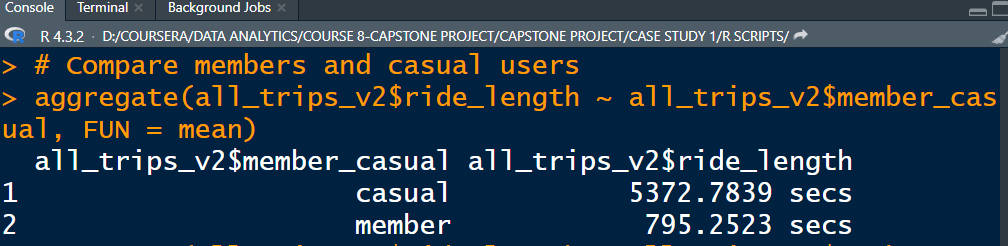 Console Terminal × Background Jobs ×
R 4.3.2 · D:/COURSERA/DATA ANALYTICS/COURSE 8-CAPSTONE PROJECT/CAPSTONE PROJECT/CASE STUDY 1/R SCRIPTS/
> # Compare members and casual users
> aggregate(all_trips_v2$ride_length ~ all_trips_v2$member_cas
ual, FUN = mean)
all_trips_v2$member_casual all_trips_v2$ride_length
1 casual 5372.7839 secs
2 member 795.2523 secs